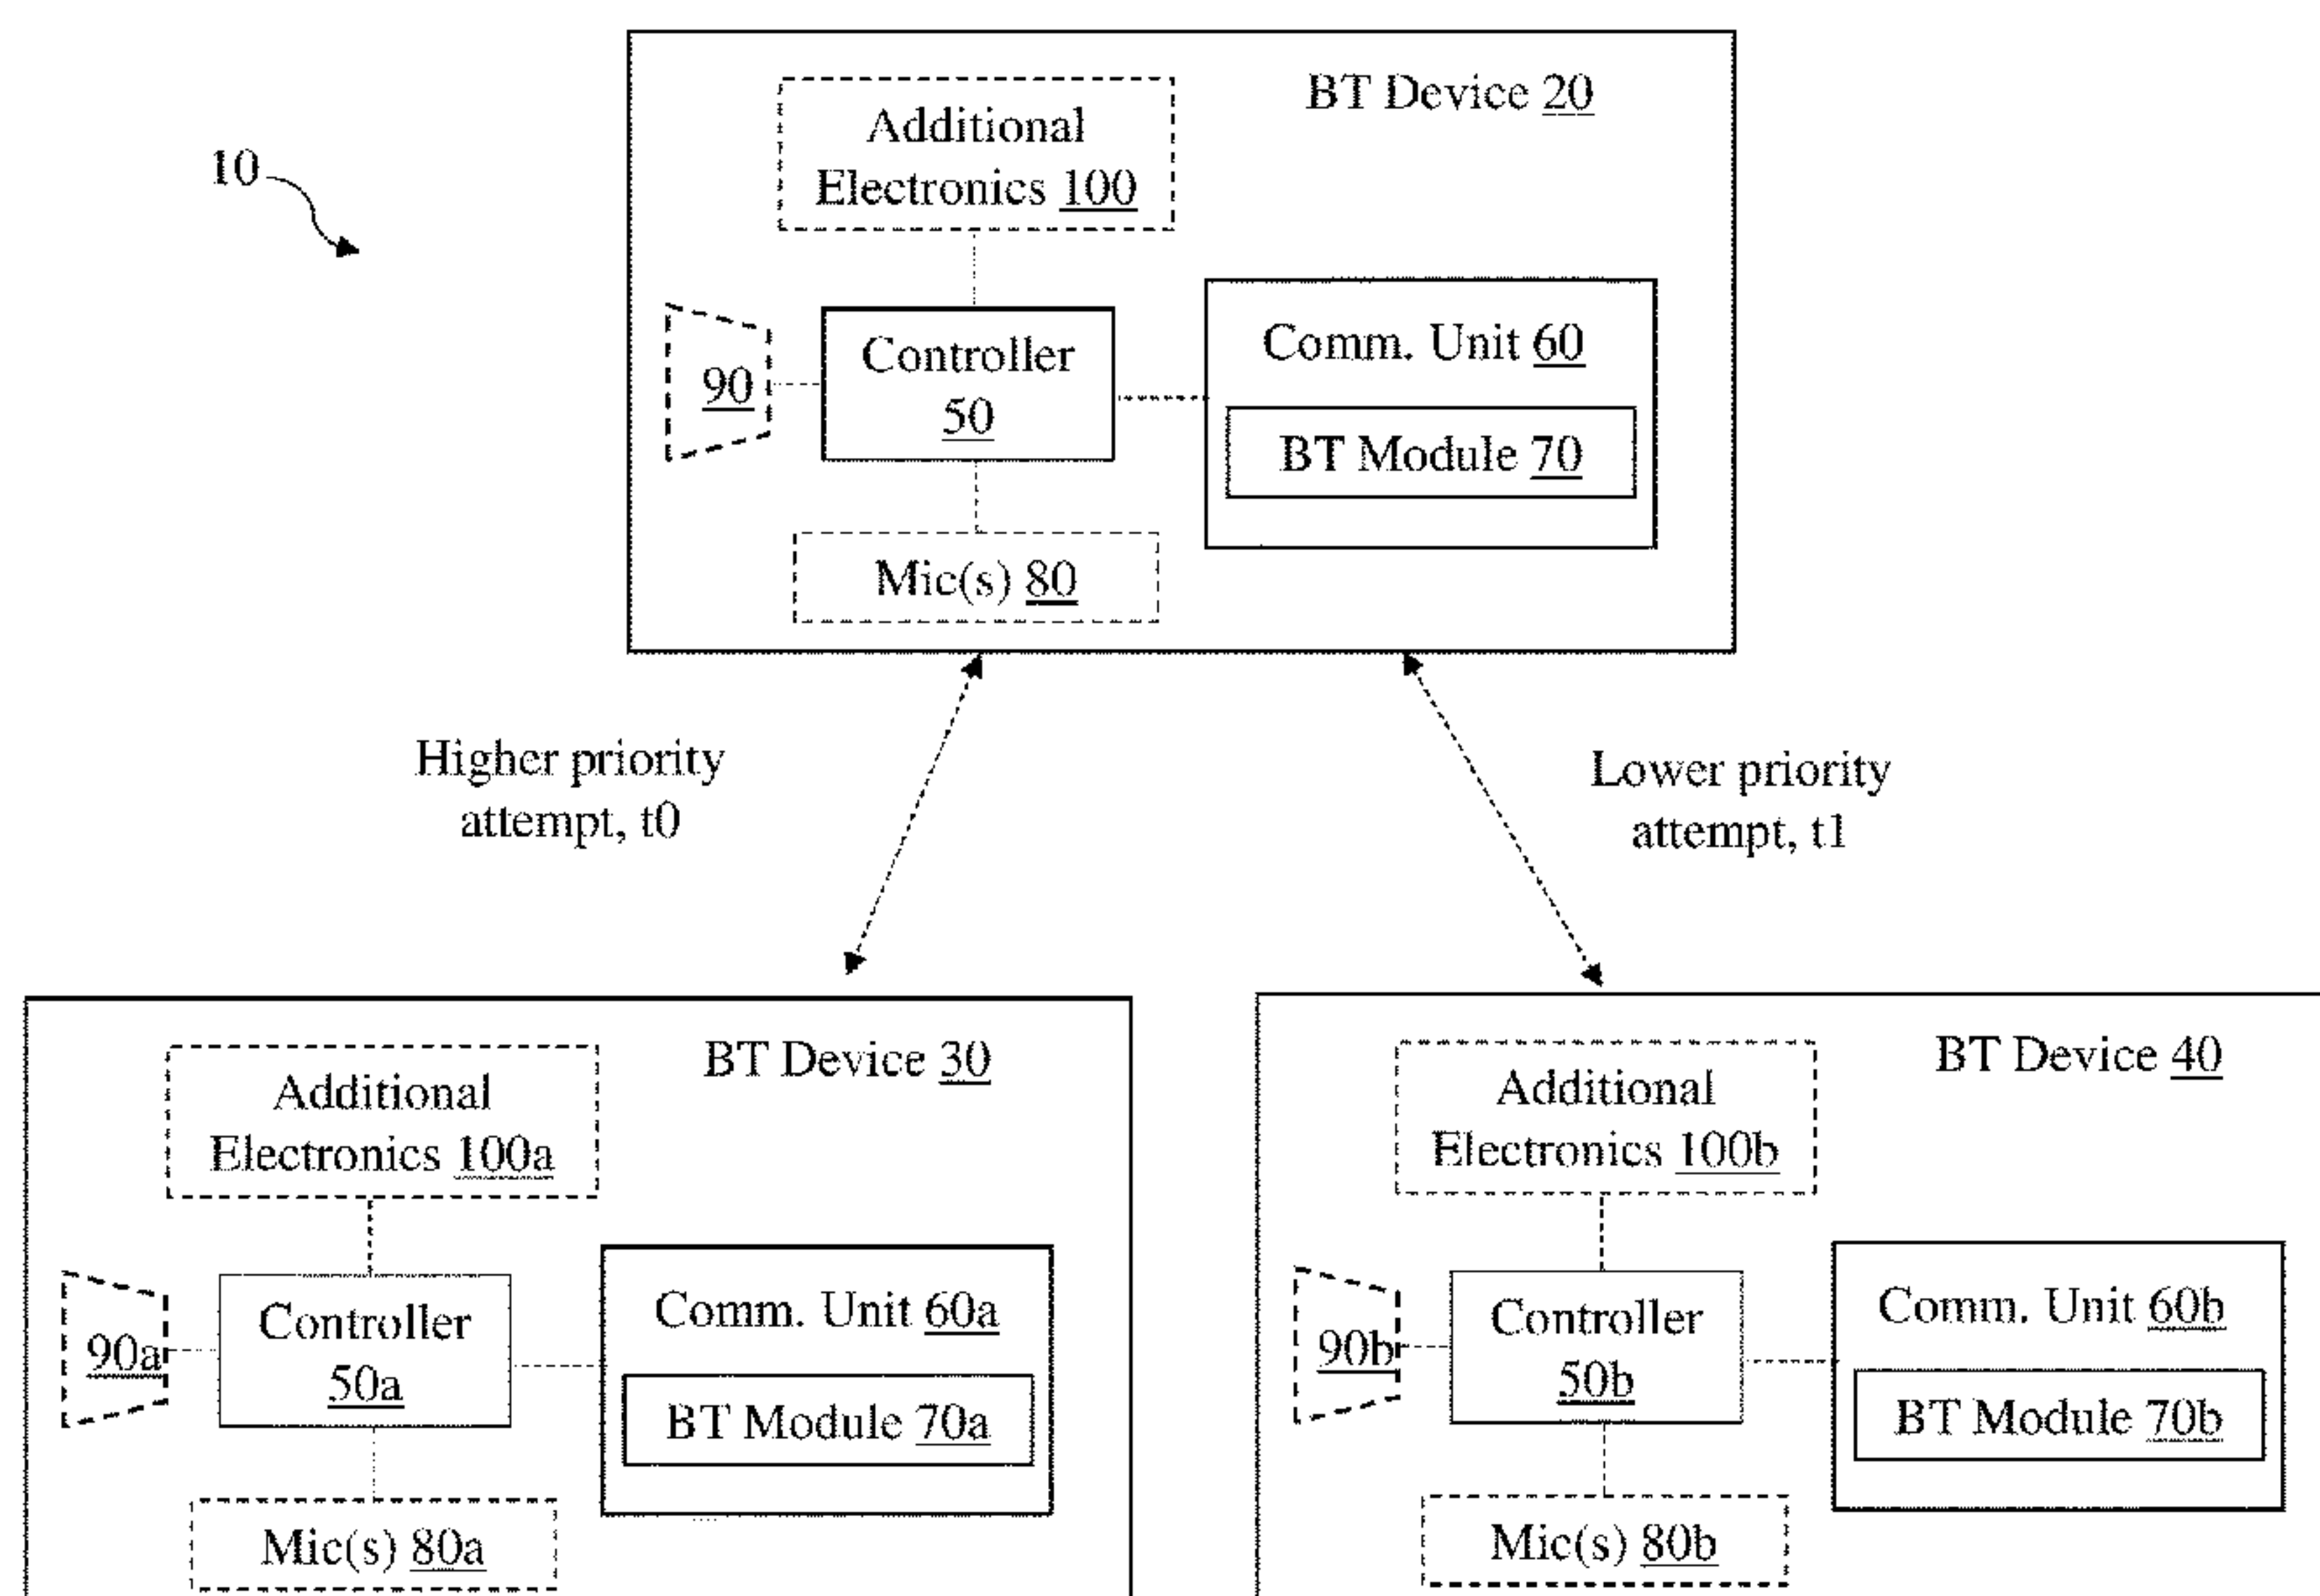 10
BT Device 20
Additional
Electronics 100
90
Controller
50
Comm. Unit 60
BT Module 70
Mic(s) 80
Higher priority
attempt, t0
Lower priority
attempt, t1
BT Device 30
Additional
Electronics 100a
90a
Controller
50a
Comm. Unit 60a
BT Module 70a
Mic(s) 80a
BT Device 40
Additional
Electronics 100b
90b
Controller
50b
Comm. Unit 60b
BT Module 70b
Mic(s) 80b